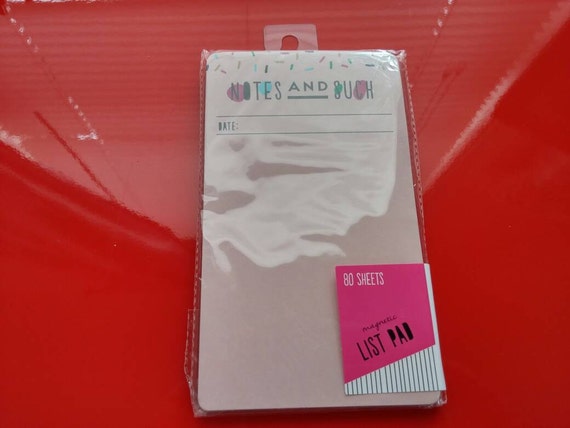 NOTES AND SUCH
DATE:
80 SHEETS
magnetic
LIST PAD